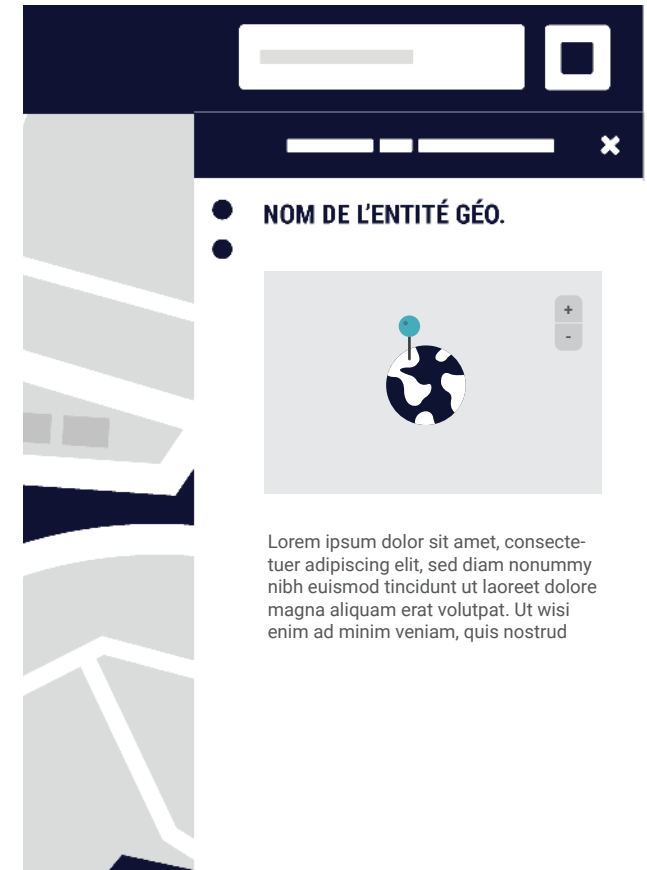 NOM DE L'ENTITÉ GÉO.
+
-
Lorem ipsum dolor sit amet, consecte-
tuer adipiscing elit, sed diam nonummy
nibh euismod tincidunt ut laoreet dolore
magna aliquam erat volutpat. Ut wisi
enim ad minim veniam, quis nostrud